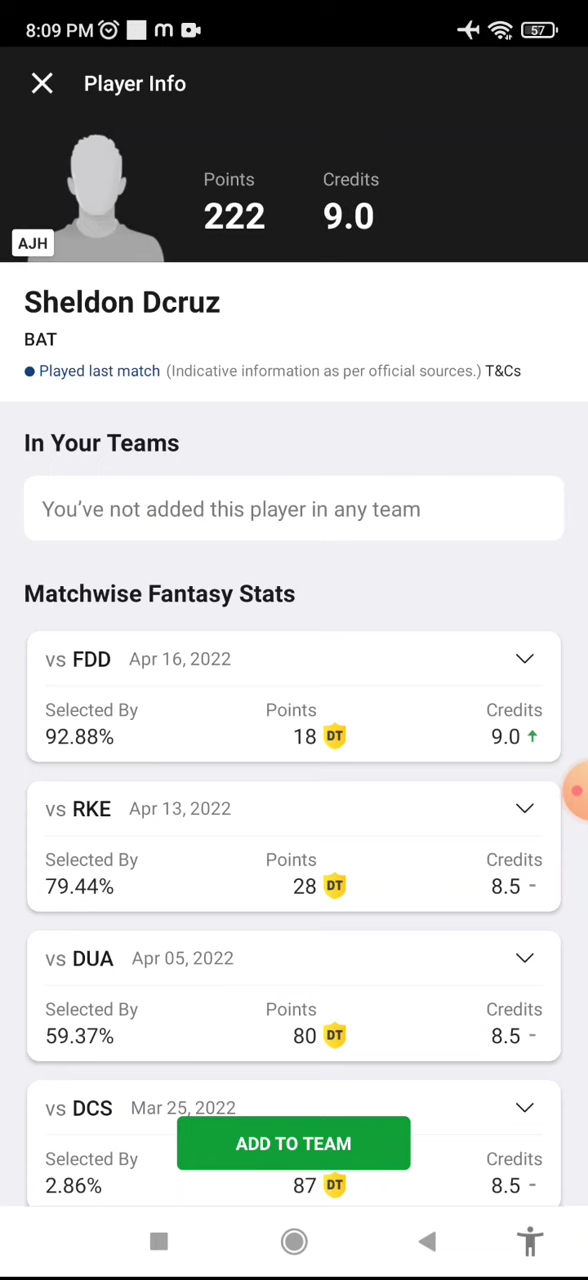 8:09 PM m 57
Player Info
Points Credits
222 9.0
AJH
Sheldon Dcruz
BAT
Played last match (Indicative information as per official sources.) T&Cs
In Your Teams
You've not added this player in any team
Matchwise Fantasy Stats
vs FDD Apr 16, 2022
Selected By Points Credits
92.88% 18 DT 9.0 ↑
vs RKE Apr 13, 2022
Selected By Points Credits
79.44% 28 DT 8.5 -
vs DUA Apr 05, 2022
Selected By Points Credits
59.37% 80 DT 8.5 -
vs DCS Mar 25, 2022
ADD TO TEAM
Selected By Credits
2.86% 87 DT 8.5 -